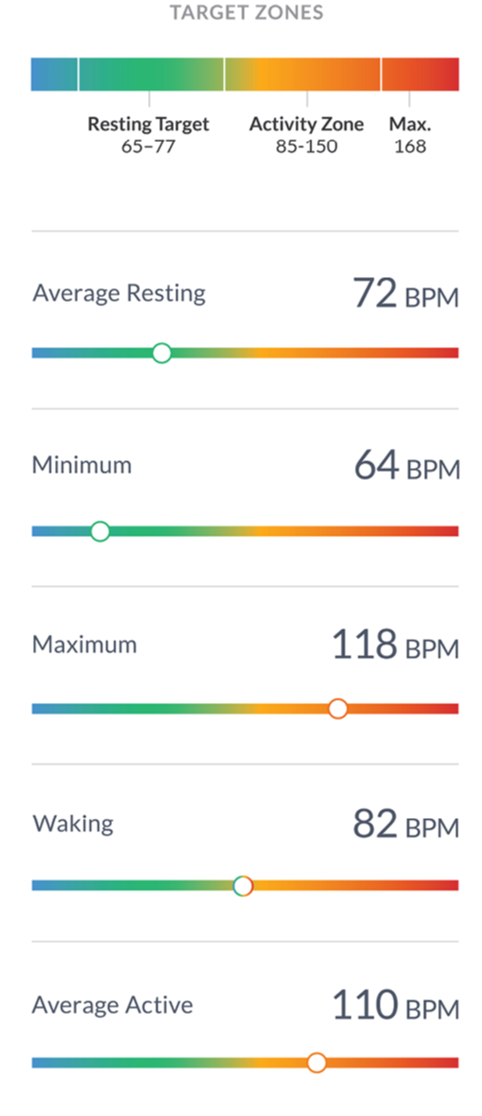 TARGET ZONES
Resting Target Activity Zone Max.
65–77 85-150 168
Average Resting 72 BPM
Minimum 64 BPM
Maximum 118 BPM
Waking 82 BPM
Average Active 110 BPM